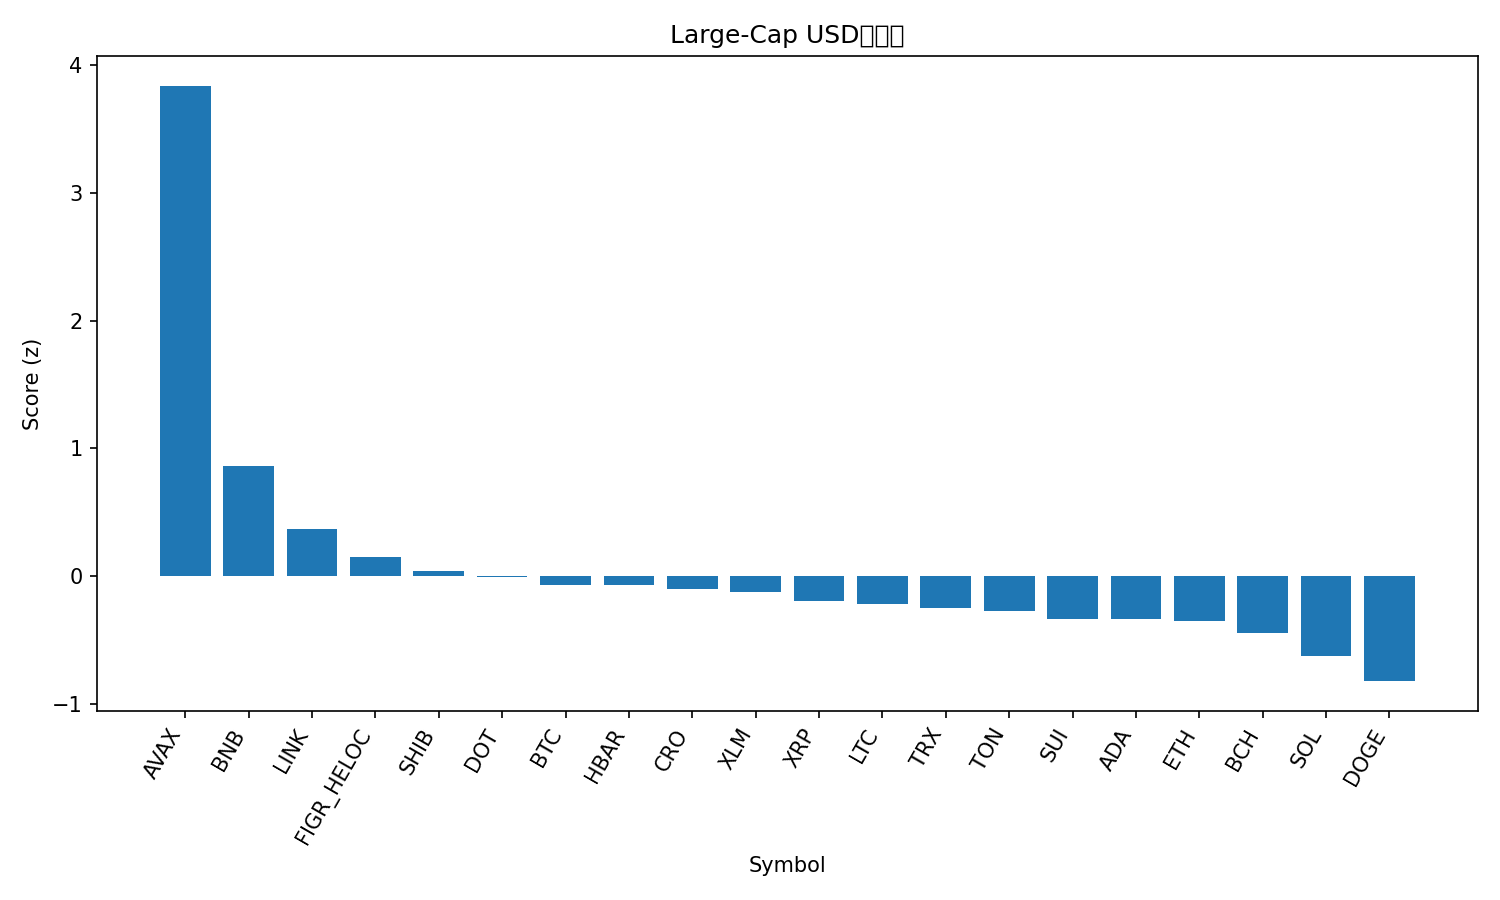 Large-Cap USD
Score (z)
4
3
2
1
0
−1
AVAX
BNB
LINK
FIGR_HELOC
SHIB
DOT
BTC
HBAR
CRO
XLM
XRP
LTC
TRX
TON
SUI
ADA
ETH
BCH
SOL
DOGE
Symbol